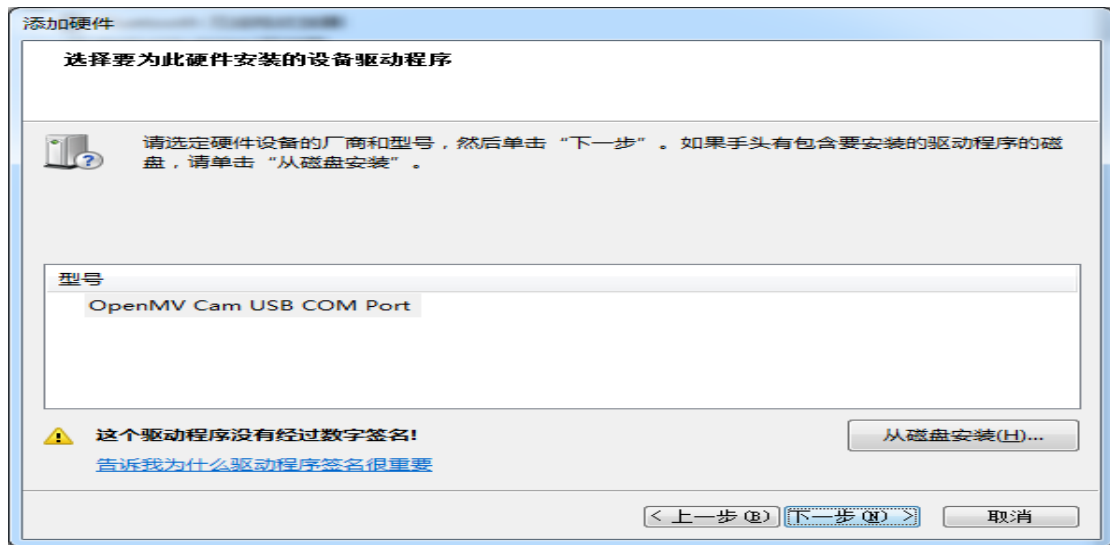 添加硬件
选择要为此硬件安装的设备驱动程序
请选定硬件设备的厂商和型号，然后单击“下一步”。如果手头有包含要安装的驱动程序的磁
盘，请单击“从磁盘安装”。
型号
OpenMV Cam USB COM Port
这个驱动程序没有经过数字签名!
从磁盘安装(H)...
告诉我为什么驱动程序签名很重要
< 上一步(B) 下一步(N) > 取消